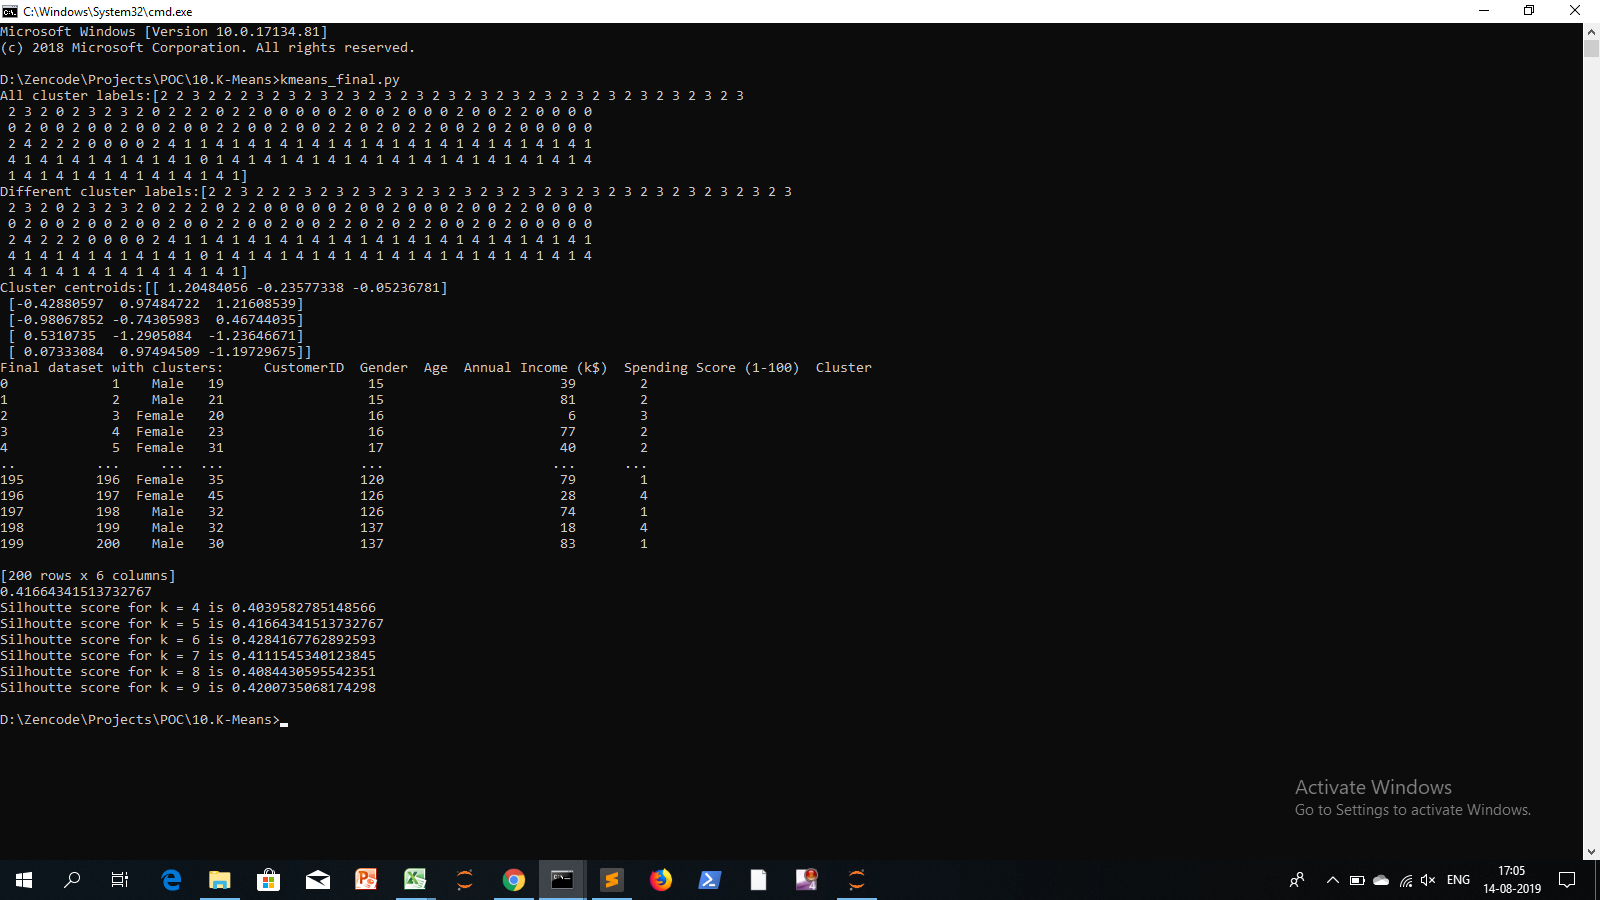 C:\Windows\System32\cmd.exe
Microsoft Windows [Version 10.0.17134.81]
(c) 2018 Microsoft Corporation. All rights reserved.
D:\Zencode\Projects\POC\10.K-Means>kmeans_final.py
All cluster labels:[2 2 3 2 2 2 3 2 3 2 3 2 3 2 3 2 3 2 3 2 3 2 3 2 3 2 3 2 3 2 3 2 3 2 3 2 3
2 3 2 0 2 3 2 3 2 0 2 2 2 0 2 2 0 0 0 0 0 2 0 0 2 0 0 0 2 0 0 2 2 0 0 0 0
0 2 0 0 2 0 0 2 0 0 2 0 0 2 2 0 0 2 0 0 2 2 0 2 0 2 2 0 0 2 0 2 0 0 0 0 0
2 4 2 2 2 0 0 0 0 2 4 1 1 4 1 4 1 4 1 4 1 4 1 4 1 4 1 4 1 4 1 4 1 4 1 4 1
4 1 4 1 4 1 4 1 4 1 4 1 0 1 4 1 4 1 4 1 4 1 4 1 4 1 4 1 4 1 4 1 4 1 4 1 4
1 4 1 4 1 4 1 4 1 4 1 4 1 4 1]
Different cluster labels:[2 2 3 2 2 2 3 2 3 2 3 2 3 2 3 2 3 2 3 2 3 2 3 2 3 2 3 2 3 2 3 2 3 2 3 2 3
2 3 2 0 2 3 2 3 2 0 2 2 2 0 2 2 0 0 0 0 0 2 0 0 2 0 0 0 2 0 0 2 2 0 0 0 0
0 2 0 0 2 0 0 2 0 0 2 0 0 2 2 0 0 2 0 0 2 2 0 2 0 2 2 0 0 2 0 2 0 0 0 0 0
2 4 2 2 2 0 0 0 0 2 4 1 1 4 1 4 1 4 1 4 1 4 1 4 1 4 1 4 1 4 1 4 1 4 1 4 1
4 1 4 1 4 1 4 1 4 1 4 1 0 1 4 1 4 1 4 1 4 1 4 1 4 1 4 1 4 1 4 1 4 1 4 1 4
1 4 1 4 1 4 1 4 1 4 1 4 1 4 1]
Cluster centroids:[[ 1.20484056 -0.23577338 -0.05236781]
[-0.42880597 0.97484722 1.21608539]
[-0.98067852 -0.74305983 0.46744035]
[ 0.5310735 -1.2905084 -1.23646671]
[ 0.07333084 0.97494509 -1.19729675]]
Final dataset with clusters: CustomerID Gender Age Annual Income (k$) Spending Score (1-100) Cluster
0 1 Male 19 15 39 2
1 2 Male 21 15 81 2
2 3 Female 20 16 6 3
3 4 Female 23 16 77 2
4 5 Female 31 17 40 2
.. ... ... ... ... ... ...
195 196 Female 35 120 79 1
196 197 Female 45 126 28 4
197 198 Male 32 126 74 1
198 199 Male 32 137 18 4
199 200 Male 30 137 83 1
[200 rows x 6 columns]
0.41664341513732767
Silhoutte score for k = 4 is 0.4039582785148566
Silhoutte score for k = 5 is 0.41664341513732767
Silhoutte score for k = 6 is 0.4284167762892593
Silhoutte score for k = 7 is 0.4111545340123845
Silhoutte score for k = 8 is 0.4084430595542351
Silhoutte score for k = 9 is 0.4200735068174298
D:\Zencode\Projects\POC\10.K-Means>
Activate Windows
Go to Settings to activate Windows.
ENG
17:05
14-08-2019